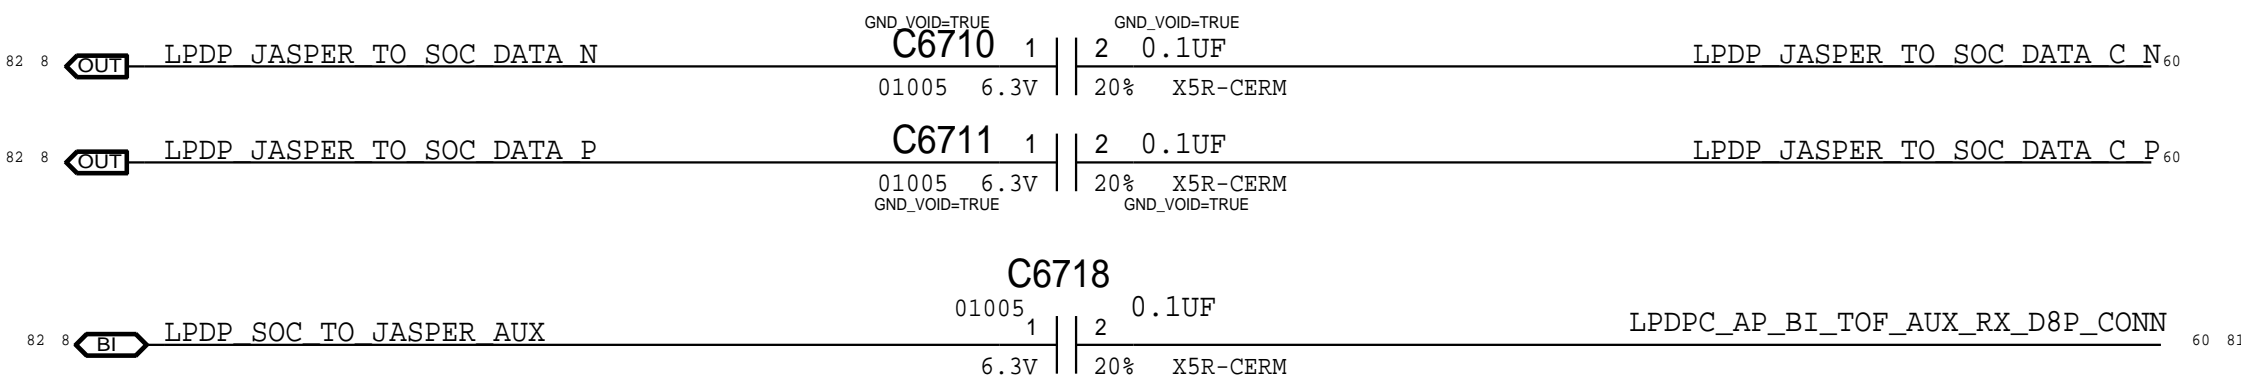 GND_VOID=TRUE GND_VOID=TRUE
82 8 OUT LPDP_JASPER_TO_SOC_DATA_N C6710 1 2 0.1UF LPDP_JASPER_TO_SOC_DATA_C_N 60
01005 6.3V 20% X5R-CERM
82 8 OUT LPDP_JASPER_TO_SOC_DATA_P C6711 1 2 0.1UF LPDP_JASPER_TO_SOC_DATA_C_P 60
01005 6.3V 20% X5R-CERM
GND_VOID=TRUE GND_VOID=TRUE
C6718
01005 0.1UF
82 8 BI LPDP_SOC_TO_JASPER_AUX 1 2 LPDPC_AP_BI_TOF_AUX_RX_D8P_CONN 60 81
6.3V 20% X5R-CERM